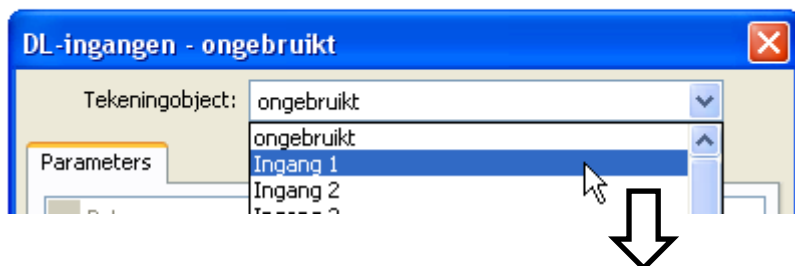 DL-ingangen - ongebruikt
Tekeningobject: ongebruikt
ongebruikt
Parameters
Ingang 1
Ingang 2